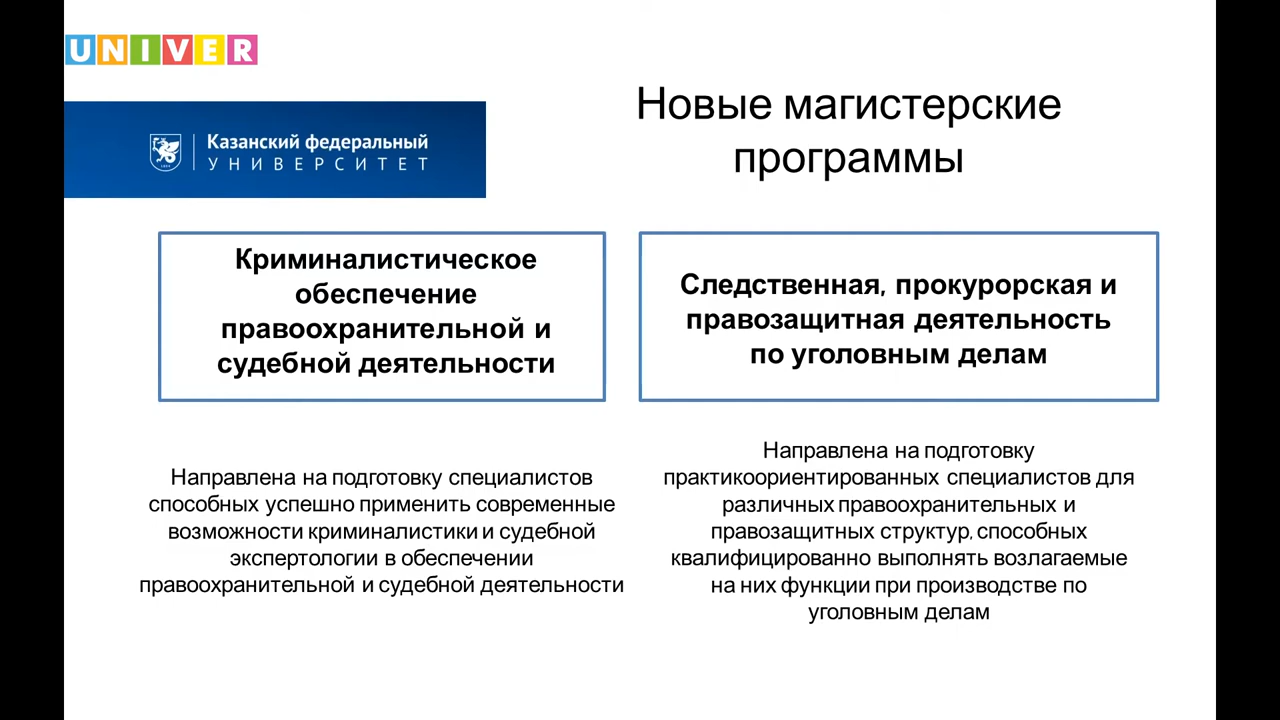 UNIVER
Казанский федеральный
УНИВЕРСИТЕТ
Новые магистерские
программы
Криминалистическое
обеспечение
правоохранительной и
судебной деятельности
Следственная, прокурорская и
правозащитная деятельность
по уголовным делам
Направлена на подготовку специалистов
способных успешно применить современные
возможности криминалистики и судебной
экспертологии в обеспечении
правоохранительной и судебной деятельности
Направлена на подготовку
практикоориентированных специалистов для
различных правоохранительных и
правозащитных структур, способных
квалифицированно выполнять возлагаемые
на них функции при производстве по
уголовным делам